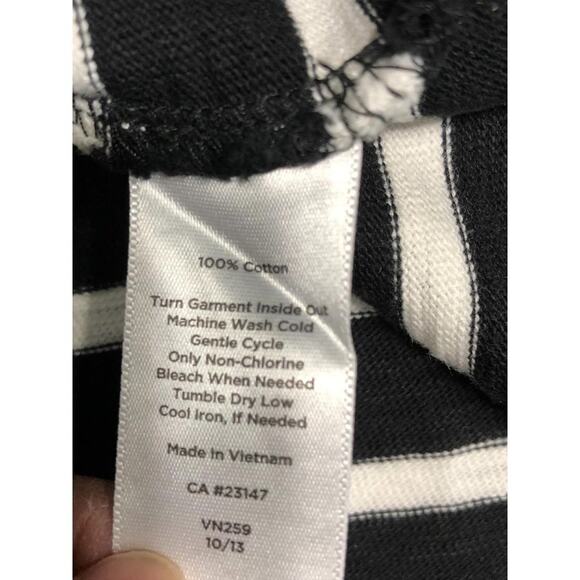 100% Cotton
Turn Garment Inside Out
Machine Wash Cold
Gentle Cycle
Only Non-Chlorine
Bleach When Needed
Tumble Dry Low
Cool Iron, If Needed
Made In Vietnam
CA #23147
VN259
10/13